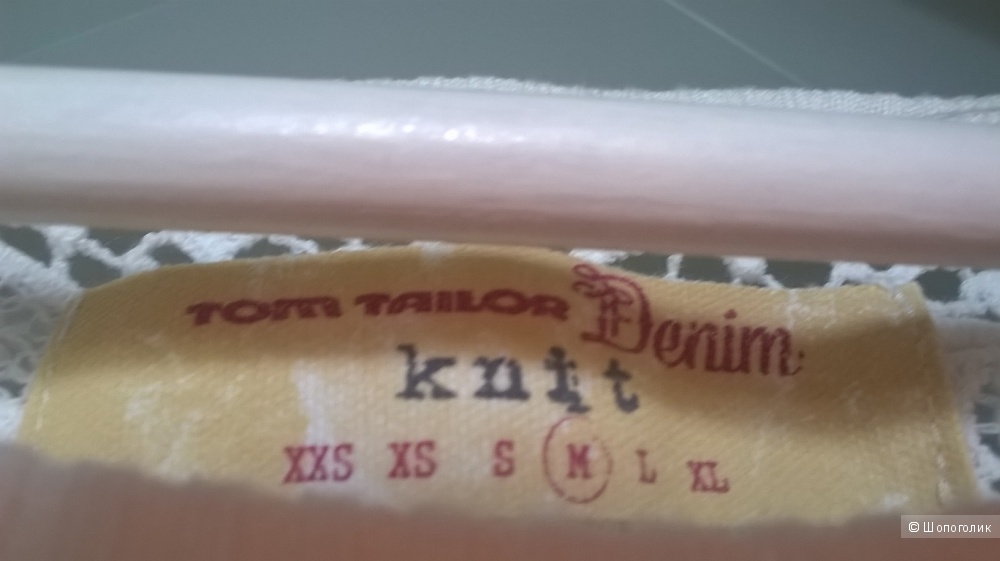 TOM TAILOR Denim
knit
XXS XS S M L XL
© Шопоголик